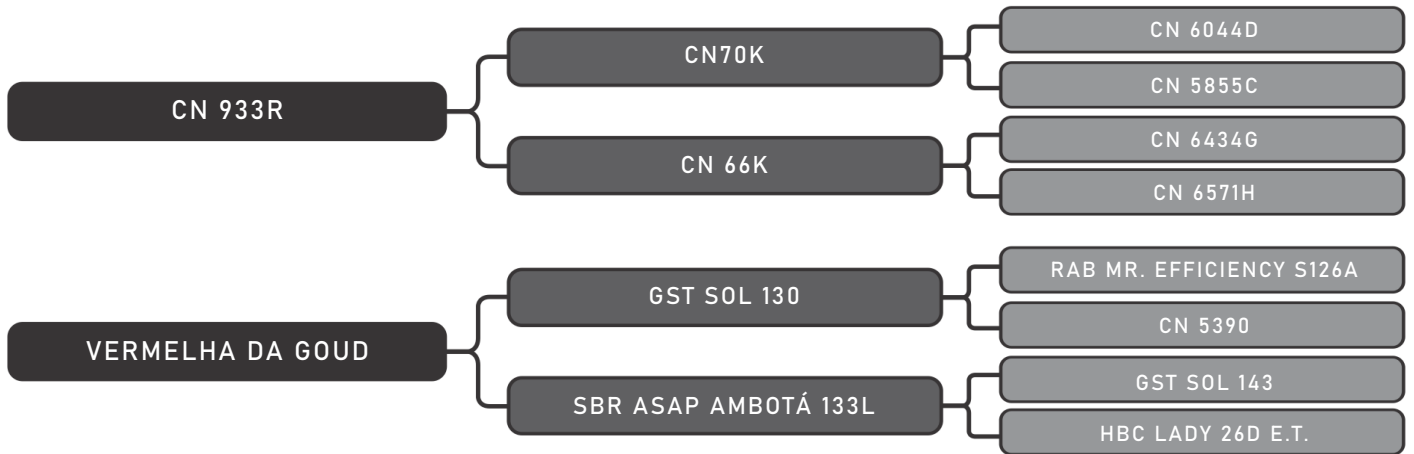 CN 933R
CN70K
CN 66K
CN 6044D
CN 5855C
CN 6434G
CN 6571H
VERMELHA DA GOUD
GST SOL 130
SBR ASAP AMBOTÁ 133L
RAB MR. EFFICIENCY S126A
CN 5390
GST SOL 143
HBC LADY 26D E.T.